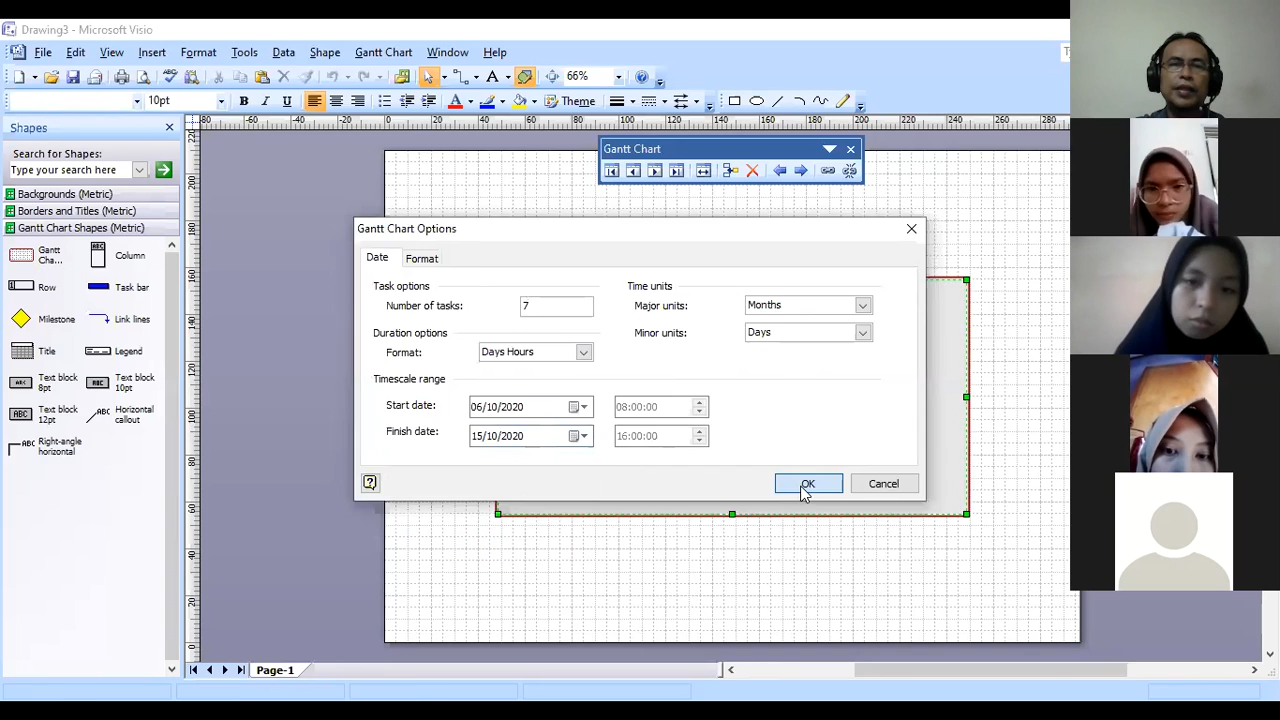 Drawing3 - Microsoft Visio
File Edit View Insert Format Tools Data Shape Gantt Chart Window Help
66%
10pt B I U A Theme
Shapes
Search for Shapes:
Type your search here
Backgrounds (Metric)
Borders and Titles (Metric)
Gantt Chart Shapes (Metric)
Gantt Cha...
Column
Row
Task bar
Milestone
Link lines
Title
Legend
Text block 8pt
Text block 10pt
Text block 12pt
Horizontal callout
Right-angle horizontal
Gantt Chart
Gantt Chart Options
Date Format
Task options
Number of tasks: 7
Duration options
Format: Days Hours
Time units
Major units: Months
Minor units: Days
Timescale range
Start date: 06/10/2020 08:00:00
Finish date: 15/10/2020 16:00:00
OK Cancel
Page-1